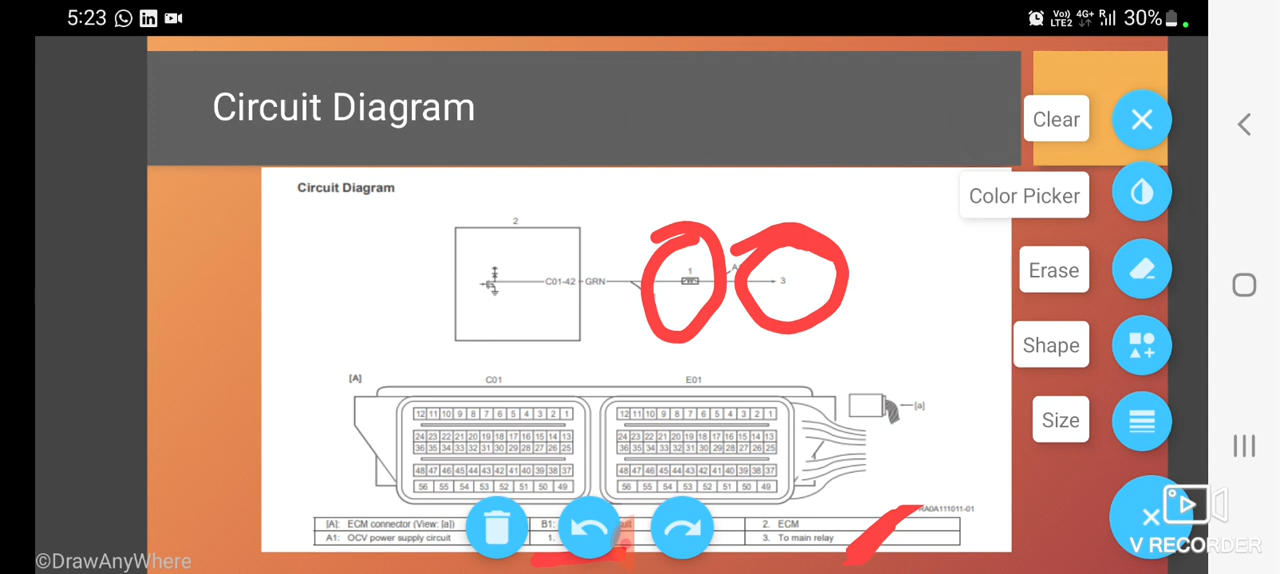 5:23
Vo)) LTE2 4G+ R 30%
Circuit Diagram
Clear
Color Picker
Erase
Shape
Size
Circuit Diagram
2
C01-42 GRN
1
A
3
[A]
C01
E01
[a]
12 11 10 9 8 7 6 5 4 3 2 1
12 11 10 9 8 7 6 5 4 3 2 1
24 23 22 21 20 19 18 17 16 15 14 13
24 23 22 21 20 19 18 17 16 15 14 13
36 35 34 33 32 31 30 29 28 27 26 25
36 35 34 33 32 31 30 29 28 27 26 25
48 47 46 45 44 43 42 41 40 39 38 37
48 47 46 45 44 43 42 41 40 39 38 37
56 55 54 53 52 51 50 49
56 55 54 53 52 51 50 49
RA0A111011-01
[A]: ECM connector (View: [a]) B1: 2. ECM
A1: OCV power supply circuit 1. 3. To main relay
V RECORDER
©DrawAnyWhere